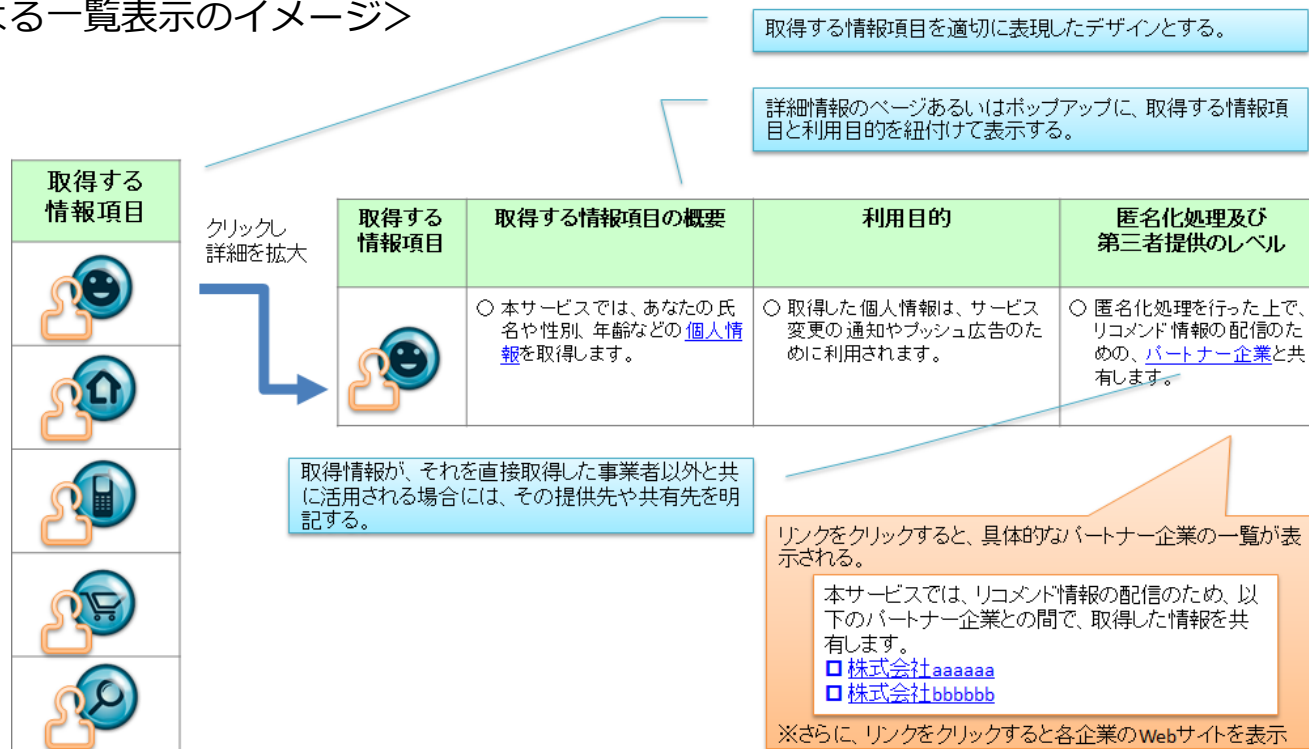 よる一覧表示のイメージ>
取得する情報項目を適切に表現したデザインとする。
詳細情報のページあるいはポップアップに、取得する情報項
目と利用目的を紐付けて表示する。
取得する
情報項目
クリックし
詳細を拡大
取得する
情報項目
取得する情報項目の概要
利用目的
匿名化処理及び
第三者提供のレベル
○ 本サービスでは、あなたの氏
名や性別、年齢などの個人情
報を取得します。
○ 取得した個人情報は、サービス
変更の通知やプッシュ広告のた
めに利用されます。
○ 匿名化処理を行った上で、
リコメンド情報の配信のた
めの、パートナー企業と共
有します。
取得情報が、それを直接取得した事業者以外と共
に活用される場合には、その提供先や共有先を明
記する。
リンクをクリックすると、具体的なパートナー企業の一覧が表
示される。
本サービスでは、リコメンド情報の配信のため、以
下のパートナー企業との間で、取得した情報を共
有します。
□ 株式会社aaaaaa
□ 株式会社bbbbbb
※さらに、リンクをクリックすると各企業のWebサイトを表示